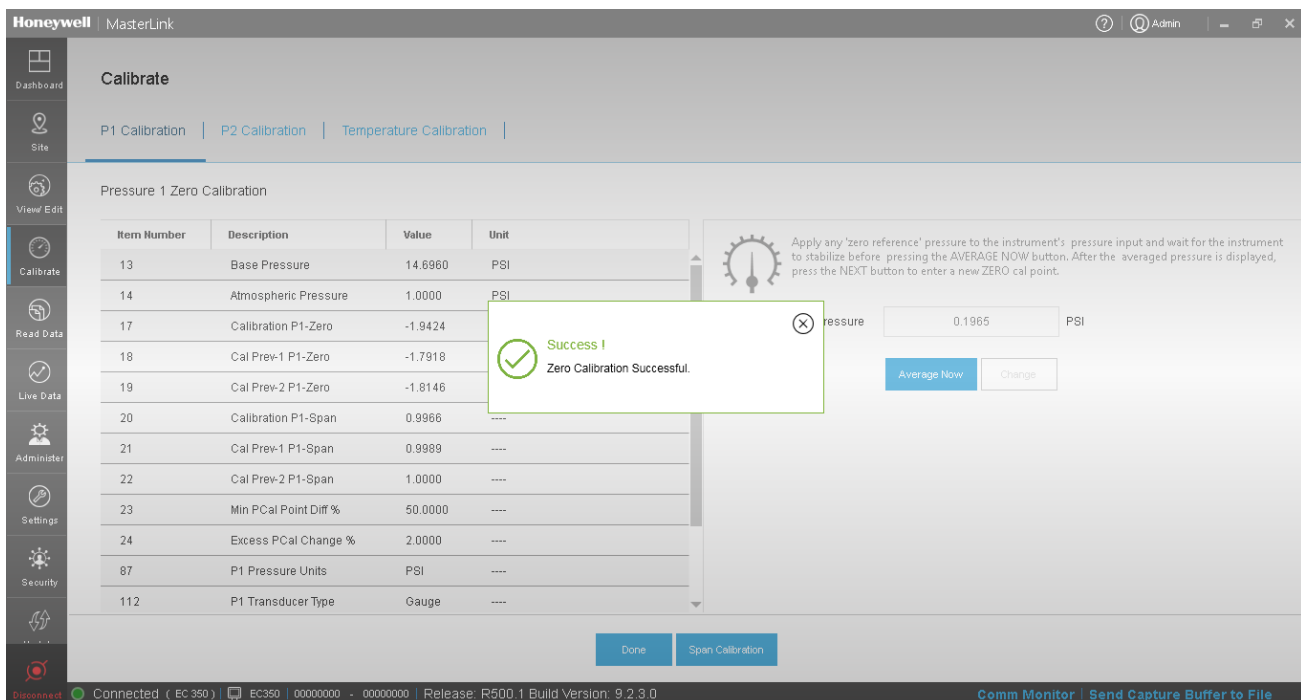 Honeywell | MasterLink
? Admin
Dashboard
Site
View/ Edit
Calibrate
Read Data
Live Data
Administer
Settings
Security
Disconnect
Calibrate
P1 Calibration | P2 Calibration | Temperature Calibration |
Pressure 1 Zero Calibration
Item Number Description Value Unit
13 Base Pressure 14.6960 PSI
14 Atmospheric Pressure 1.0000 PSI
17 Calibration P1-Zero -1.9424
18 Cal Prev-1 P1-Zero -1.7918
19 Cal Prev-2 P1-Zero -1.8146
20 Calibration P1-Span 0.9966 ----
21 Cal Prev-1 P1-Span 0.9989 ----
22 Cal Prev-2 P1-Span 1.0000 ----
23 Min PCal Point Diff % 50.0000 ----
24 Excess PCal Change % 2.0000 ----
87 P1 Pressure Units PSI ----
112 P1 Transducer Type Gauge ----
Apply any 'zero reference' pressure to the instrument's pressure input and wait for the instrument
to stabilize before pressing the AVERAGE NOW button. After the averaged pressure is displayed,
press the NEXT button to enter a new ZERO cal point.
ressure 0.1965 PSI
Average Now Change
Success !
Zero Calibration Successful.
Done Span Calibration
Connected ( EC 350 ) | EC350 | 00000000 - 00000000 | Release: R500.1 Build Version: 9.2.3.0
Comm Monitor | Send Capture Buffer to File